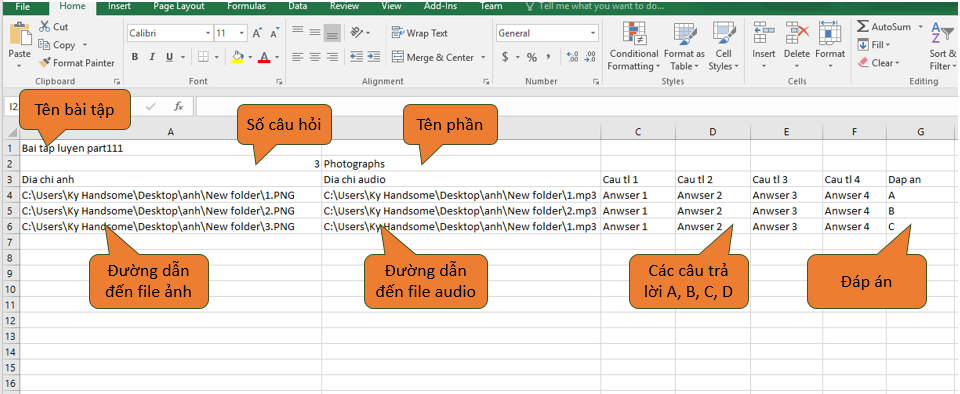 File Home Insert Page Layout Formulas Data Review View Add-Ins Team Tell me what you want to do...
Paste
Cut
Copy
Format Painter
Clipboard
Calibri 11
B I U
Font
Wrap Text
Merge & Center
Alignment
General
$ % ,
Number
Conditional Formatting
Format as Table
Cell Styles
Styles
Insert Delete Format
Cells
AutoSum
Fill
Clear
Sort & Filter
fx
Tên bài tập
Số câu hỏi
Tên phần
A C D E F G
1 Bai tap luyen part111
2 3 Photographs
3 Dia chi anh Dia chi audio Cau tl 1 Cau tl 2 Cau tl 3 Cau tl 4 Dap an
4 C:\Users\Ky Handsome\Desktop\anh\New folder\1.PNG C:\Users\Ky Handsome\Desktop\anh\New folder\1.mp3 Anwser 1 Anwser 2 Anwser 3 Anwser 4 A
5 C:\Users\Ky Handsome\Desktop\anh\New folder\2.PNG C:\Users\Ky Handsome\Desktop\anh\New folder\2.mp3 Anwser 1 Anwser 2 Anwser 3 Anwser 4 B
6 C:\Users\Ky Handsome\Desktop\anh\New folder\3.PNG C:\Users\Ky Handsome\Desktop\anh\New folder\1.mp3 Anwser 1 Anwser 2 Anwser 3 Anwser 4 C
7
8
9
10
11
12
13
14
15
16
Đường dẫn
đến file ảnh
Đường dẫn
đến file audio
Các câu trả
lời A, B, C, D
Đáp án